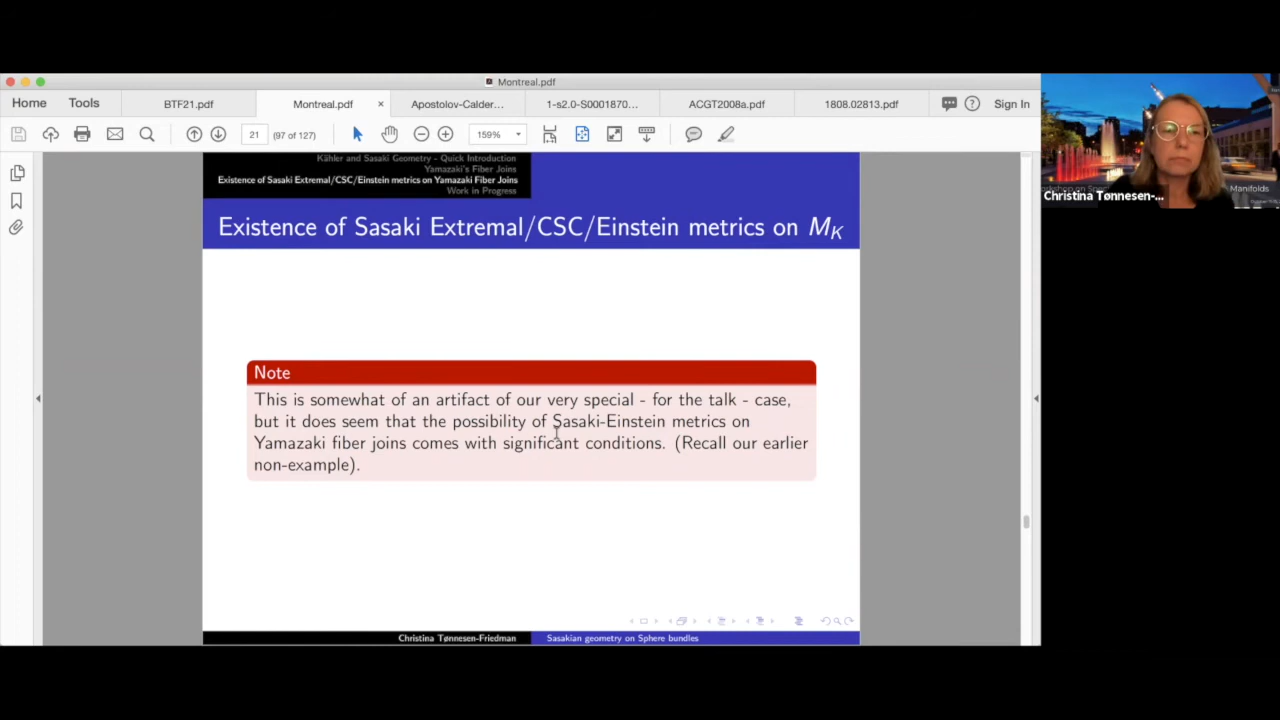 Montreal.pdf
Home
Tools
BTF21.pdf
Montreal.pdf
×
Apostolov-Calder...
1-s2.0-S0001870...
ACGT2008a.pdf
1808.02813.pdf
Sign In
21
(97 of 127)
159%
Kähler and Sasaki Geometry - Quick Introduction
Yamazaki's Fiber Joins
Existence of Sasaki Extremal/CSC/Einstein metrics on Yamazaki Fiber Joins
Work in Progress
Existence of Sasaki Extremal/CSC/Einstein metrics on M_K
Note
This is somewhat of an artifact of our very special - for the talk - case,
but it does seem that the possibility of Sasaki-Einstein metrics on
Yamazaki fiber joins comes with significant conditions. (Recall our earlier
non-example).
Christina Tønnesen-Friedman
Sasakian geometry on Sphere bundles
Manifolds
Christina Tønnesen-...